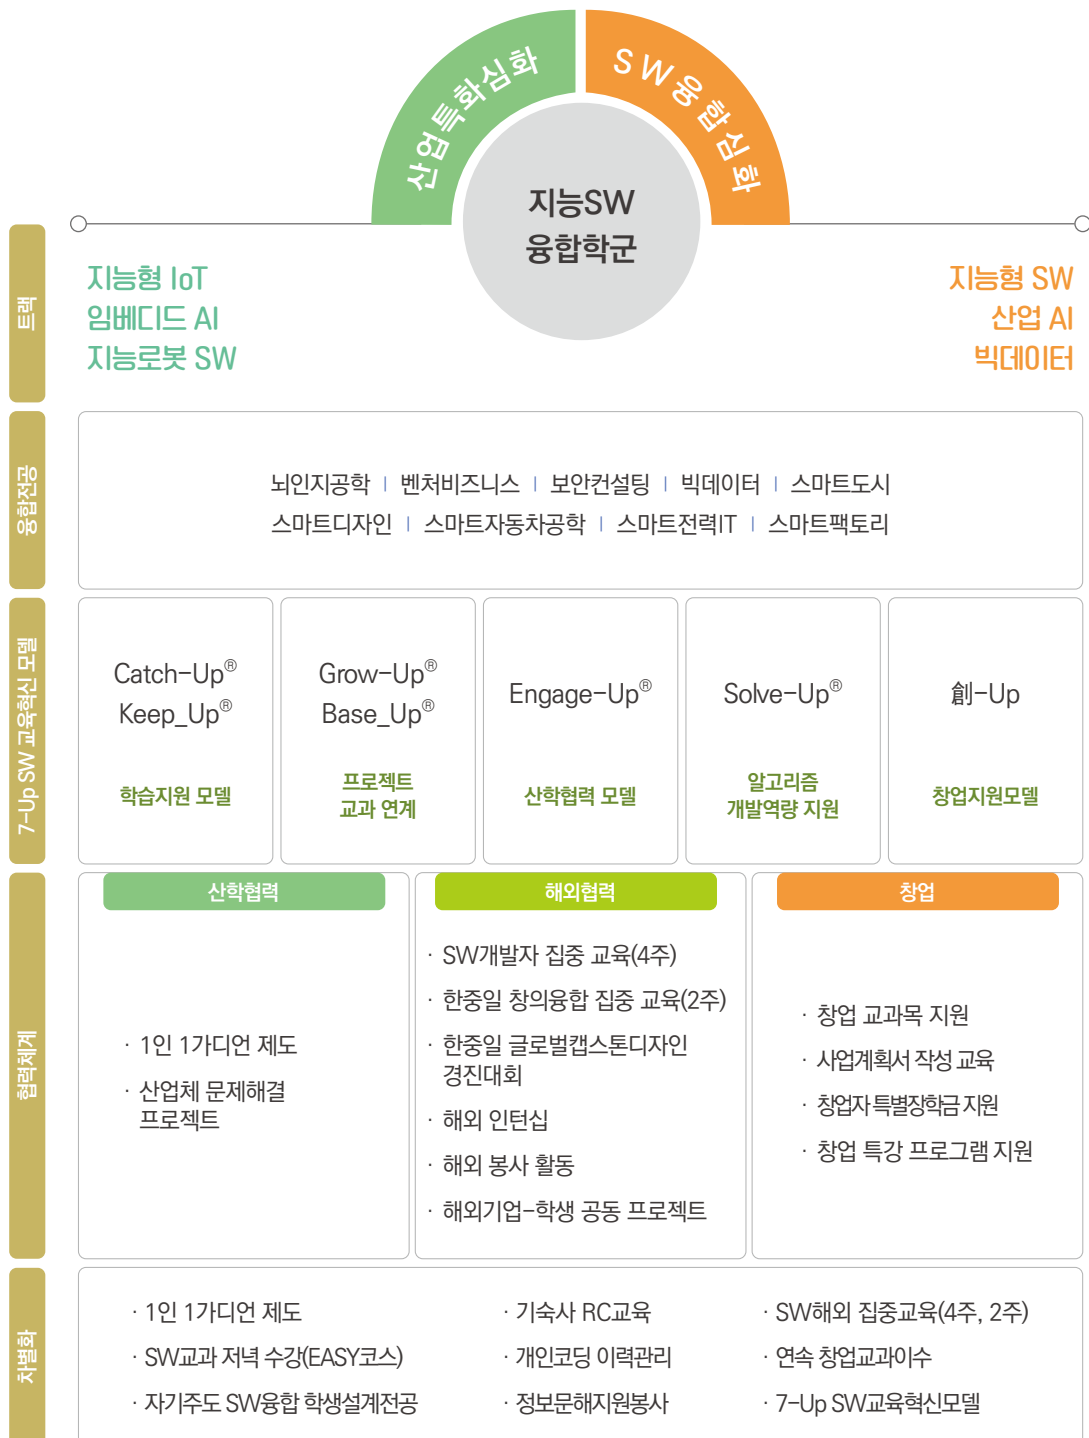 산업특화심화
SW융합심화
지능SW
융합학군
트랙
지능형 IoT
임베디드 AI
지능로봇 SW
지능형 SW
산업 AI
빅데이터
융합전공
뇌인지공학 | 벤처비즈니스 | 보안컨설팅 | 빅데이터 | 스마트도시
스마트디자인 | 스마트자동차공학 | 스마트전력IT | 스마트팩토리
7-Up SW 교육혁신 모델
Catch-Up®
Keep_Up®
학습지원 모델
Grow-Up®
Base_Up®
프로젝트
교과 연계
Engage-Up®
산학협력 모델
Solve-Up®
알고리즘
개발역량 지원
創-Up
창업지원모델
협력체계
산학협력
· 1인 1가디언 제도
· 산업체 문제해결
프로젝트
해외협력
· SW개발자 집중 교육(4주)
· 한중일 창의융합 집중 교육(2주)
· 한중일 글로벌캡스톤디자인
경진대회
· 해외 인턴십
· 해외 봉사 활동
· 해외기업-학생 공동 프로젝트
창업
· 창업 교과목 지원
· 사업계획서 작성 교육
· 창업자 특별장학금 지원
· 창업 특강 프로그램 지원
차별화
· 1인 1가디언 제도
· SW교과 저녁 수강(EASY코스)
· 자기주도 SW융합 학생설계전공
· 기숙사 RC교육
· 개인코딩 이력관리
· 정보문해지원봉사
· SW해외 집중교육(4주, 2주)
· 연속 창업교과이수
· 7-Up SW교육혁신모델